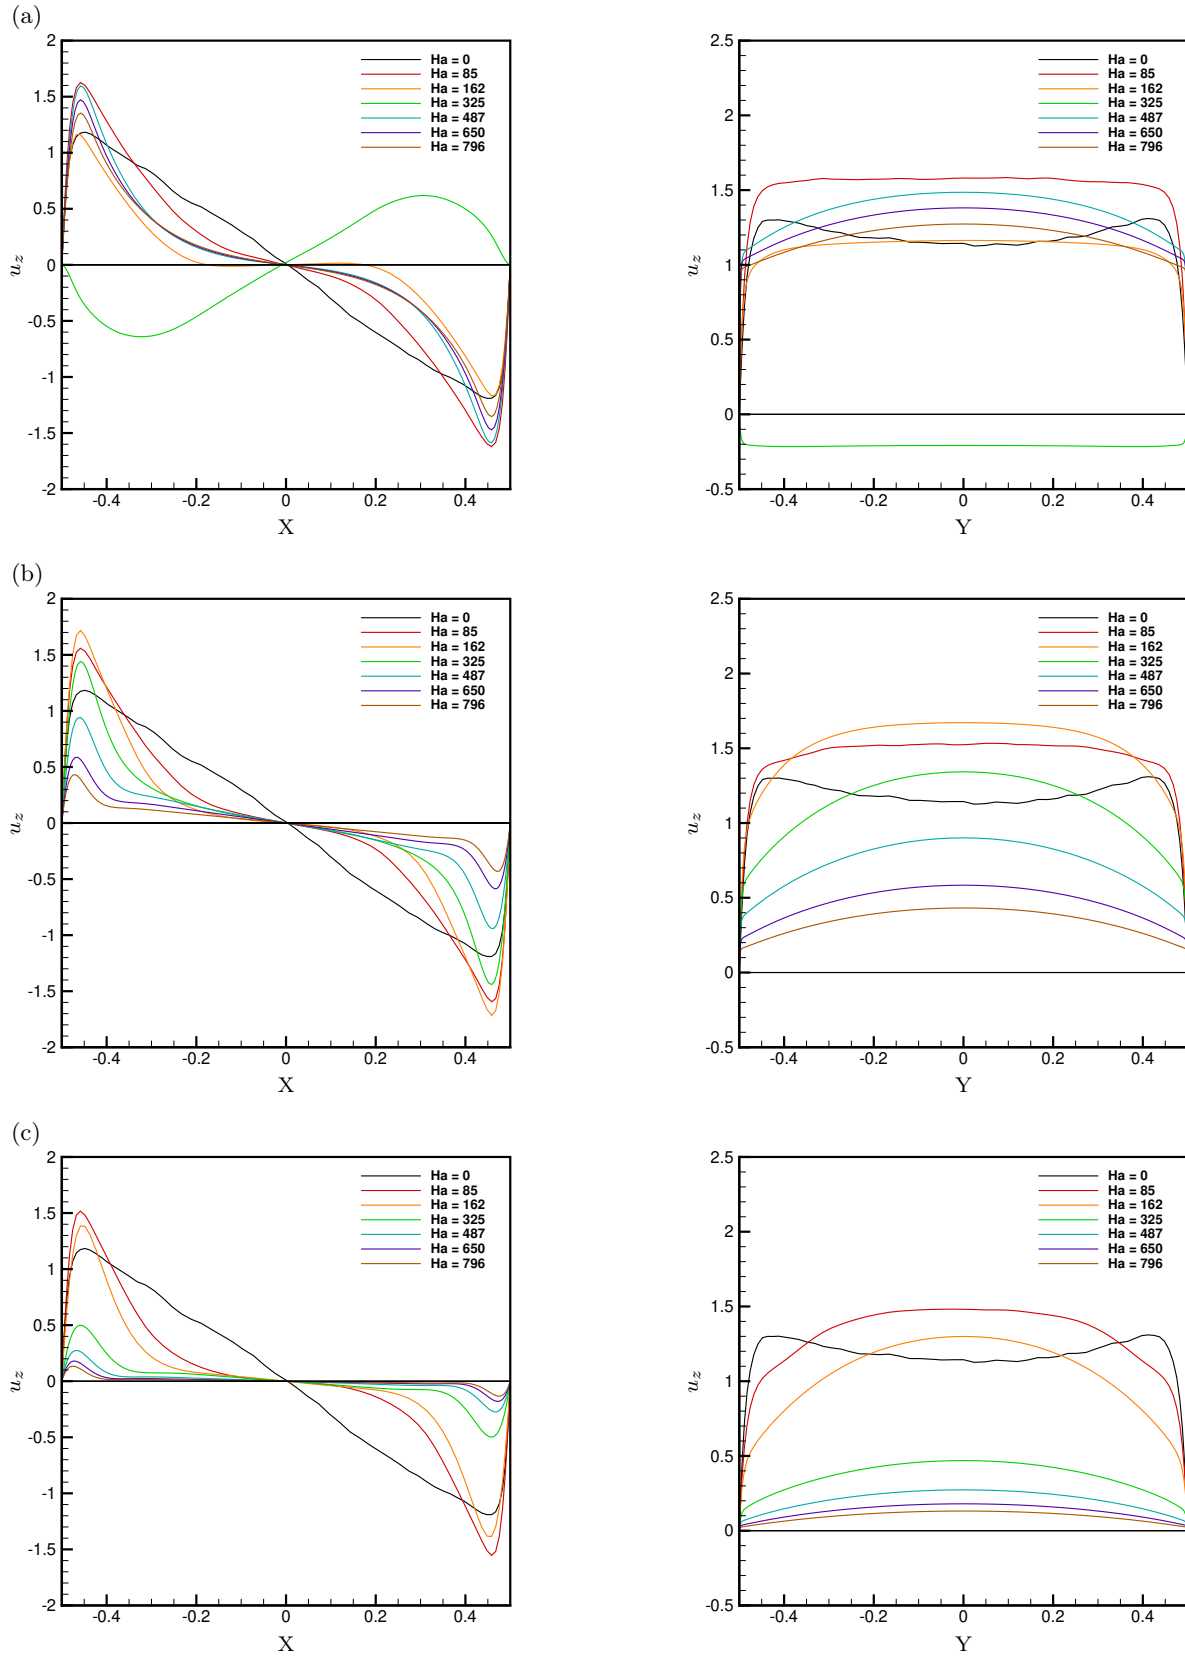 (a)
2
1.5
1
0.5
0
-0.5
-1
-1.5
-2
u_z
-0.4
-0.2
0
0.2
0.4
X
Ha = 0
Ha = 85
Ha = 162
Ha = 325
Ha = 487
Ha = 650
Ha = 796
2.5
2
1.5
1
0.5
0
-0.5
u_z
-0.4
-0.2
0
0.2
0.4
Y
Ha = 0
Ha = 85
Ha = 162
Ha = 325
Ha = 487
Ha = 650
Ha = 796
(b)
2
1.5
1
0.5
0
-0.5
-1
-1.5
-2
u_z
-0.4
-0.2
0
0.2
0.4
X
Ha = 0
Ha = 85
Ha = 162
Ha = 325
Ha = 487
Ha = 650
Ha = 796
2.5
2
1.5
1
0.5
0
-0.5
u_z
-0.4
-0.2
0
0.2
0.4
Y
Ha = 0
Ha = 85
Ha = 162
Ha = 325
Ha = 487
Ha = 650
Ha = 796
(c)
2
1.5
1
0.5
0
-0.5
-1
-1.5
-2
u_z
-0.4
-0.2
0
0.2
0.4
X
Ha = 0
Ha = 85
Ha = 162
Ha = 325
Ha = 487
Ha = 650
Ha = 796
2.5
2
1.5
1
0.5
0
-0.5
u_z
-0.4
-0.2
0
0.2
0.4
Y
Ha = 0
Ha = 85
Ha = 162
Ha = 325
Ha = 487
Ha = 650
Ha = 796